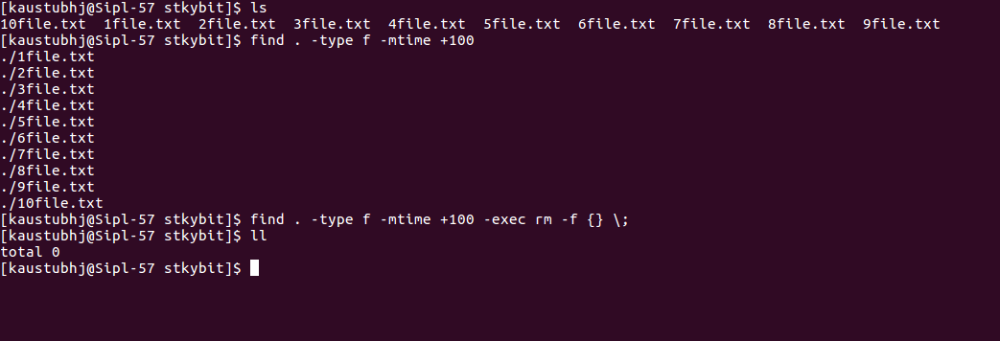 [kaustubhj@Sipl-57 stkybit]$ ls
10file.txt  1file.txt  2file.txt  3file.txt  4file.txt  5file.txt  6file.txt  7file.txt  8file.txt  9file.txt
[kaustubhj@Sipl-57 stkybit]$ find . -type f -mtime +100
./1file.txt
./2file.txt
./3file.txt
./4file.txt
./5file.txt
./6file.txt
./7file.txt
./8file.txt
./9file.txt
./10file.txt
[kaustubhj@Sipl-57 stkybit]$ find . -type f -mtime +100 -exec rm -f {} \;
[kaustubhj@Sipl-57 stkybit]$ ll
total 0
[kaustubhj@Sipl-57 stkybit]$